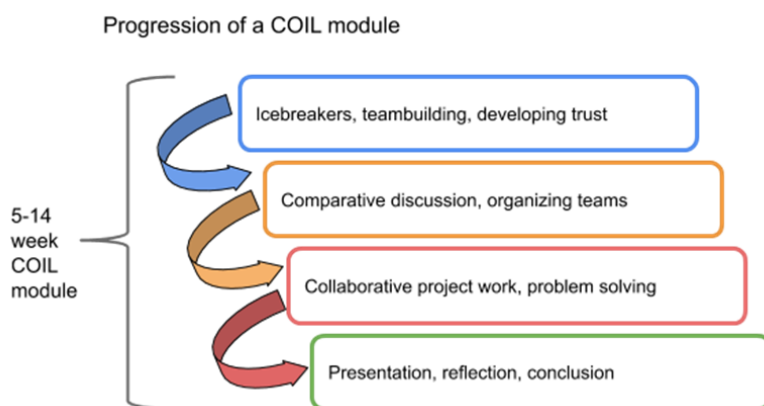 Progression of a COIL module
Icebreakers, teambuilding, developing trust
Comparative discussion, organizing teams
5-14
week
COIL
module
Collaborative project work, problem solving
Presentation, reflection, conclusion